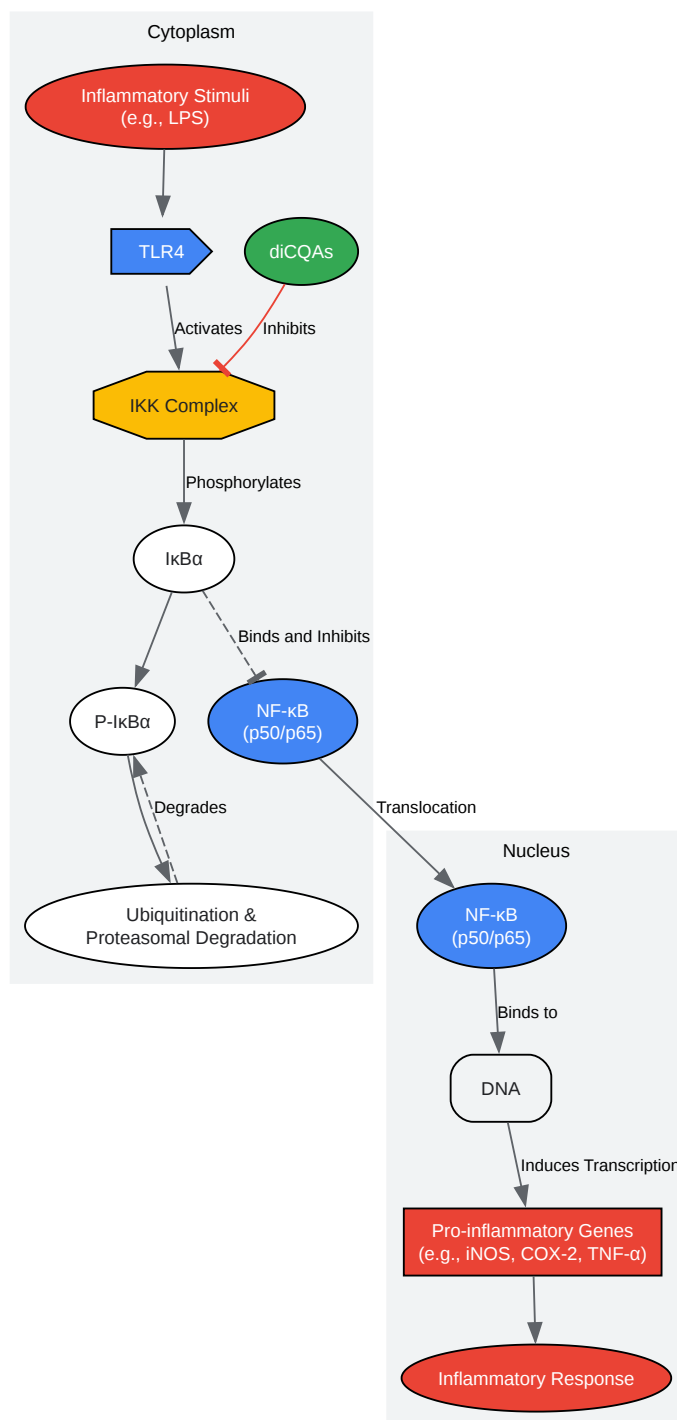 Cytoplasm
Inflammatory Stimuli
(e.g., LPS)
TLR4
diCQAs
Activates
Inhibits
IKK Complex
Phosphorylates
IκBα
Binds and Inhibits
P-IκBα
NF-κB
(p50/p65)
Degrades
Translocation
Ubiquitination &
Proteasomal Degradation
Nucleus
NF-κB
(p50/p65)
Binds to
DNA
Induces Transcription
Pro-inflammatory Genes
(e.g., iNOS, COX-2, TNF-α)
Inflammatory Response